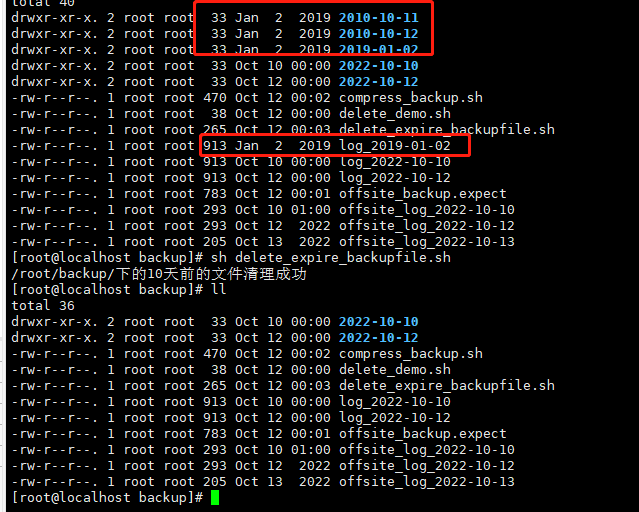 total 40
drwxr-xr-x. 2 root root  33 Jan  2  2019 2010-10-11
drwxr-xr-x. 2 root root  33 Jan  2  2019 2010-10-12
drwxr-xr-x. 2 root root  33 Jan  2  2019 2019-01-02
drwxr-xr-x. 2 root root  33 Oct 10 00:00 2022-10-10
drwxr-xr-x. 2 root root  33 Oct 12 00:00 2022-10-12
-rw-r--r--. 1 root root 470 Oct 12 00:02 compress_backup.sh
-rw-r--r--. 1 root root  38 Oct 12 00:00 delete_demo.sh
-rw-r--r--. 1 root root 265 Oct 12 00:03 delete_expire_backupfile.sh
-rw-r--r--. 1 root root 913 Jan  2  2019 log_2019-01-02
-rw-r--r--. 1 root root 913 Oct 10 00:00 log_2022-10-10
-rw-r--r--. 1 root root 913 Oct 12 00:00 log_2022-10-12
-rw-r--r--. 1 root root 783 Oct 12 00:01 offsite_backup.expect
-rw-r--r--. 1 root root 293 Oct 10 01:00 offsite_log_2022-10-10
-rw-r--r--. 1 root root 293 Oct 12  2022 offsite_log_2022-10-12
-rw-r--r--. 1 root root 205 Oct 13  2022 offsite_log_2022-10-13
[root@localhost backup]# sh delete_expire_backupfile.sh
/root/backup/下的10天前的文件清理成功
[root@localhost backup]# ll
total 36
drwxr-xr-x. 2 root root  33 Oct 10 00:00 2022-10-10
drwxr-xr-x. 2 root root  33 Oct 12 00:00 2022-10-12
-rw-r--r--. 1 root root 470 Oct 12 00:02 compress_backup.sh
-rw-r--r--. 1 root root  38 Oct 12 00:00 delete_demo.sh
-rw-r--r--. 1 root root 265 Oct 12 00:03 delete_expire_backupfile.sh
-rw-r--r--. 1 root root 913 Oct 10 00:00 log_2022-10-10
-rw-r--r--. 1 root root 913 Oct 12 00:00 log_2022-10-12
-rw-r--r--. 1 root root 783 Oct 12 00:01 offsite_backup.expect
-rw-r--r--. 1 root root 293 Oct 10 01:00 offsite_log_2022-10-10
-rw-r--r--. 1 root root 293 Oct 12  2022 offsite_log_2022-10-12
-rw-r--r--. 1 root root 205 Oct 13  2022 offsite_log_2022-10-13
[root@localhost backup]#